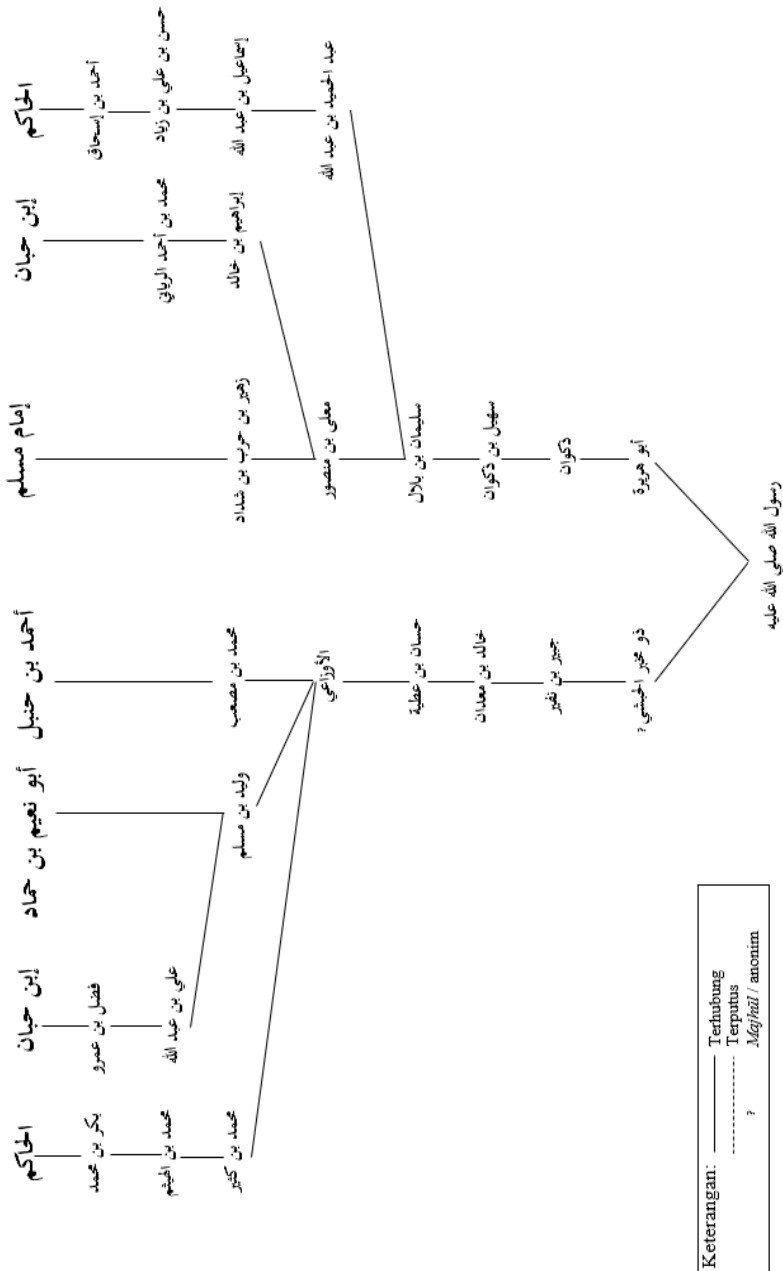 الحاكم
إبن حبان
أبو نعيم بن حماد
أحمد بن حنبل
إمام مسلم
إبن حبان
الحاكم
بكر بن محمد
فضل بن عمرو
أحمد بن إسحاق
محمد بن الهيثم
علي بن عبد الله
محمد بن أحمد الرياني
حسن بن علي بن زياد
محمد بن كثير
وليد بن مسلم
محمد بن مصعب
زهير بن حرب بن شداد
إبراهيم بن خالد
إسماعيل بن عبد الله
الأوزاعي
معلى بن منصور
عبد الحميد بن عبد الله
حسان بن عطية
سليمان بن بلال
خالد بن معدان
سهيل بن ذكوان
جبير بن نفير
ذكوان
ذو مخبر الحبشي ?
أبو هريرة
رسول الله صلى الله عليه
Keterangan: Terhubung
Terputus
? Majhūl / anonim